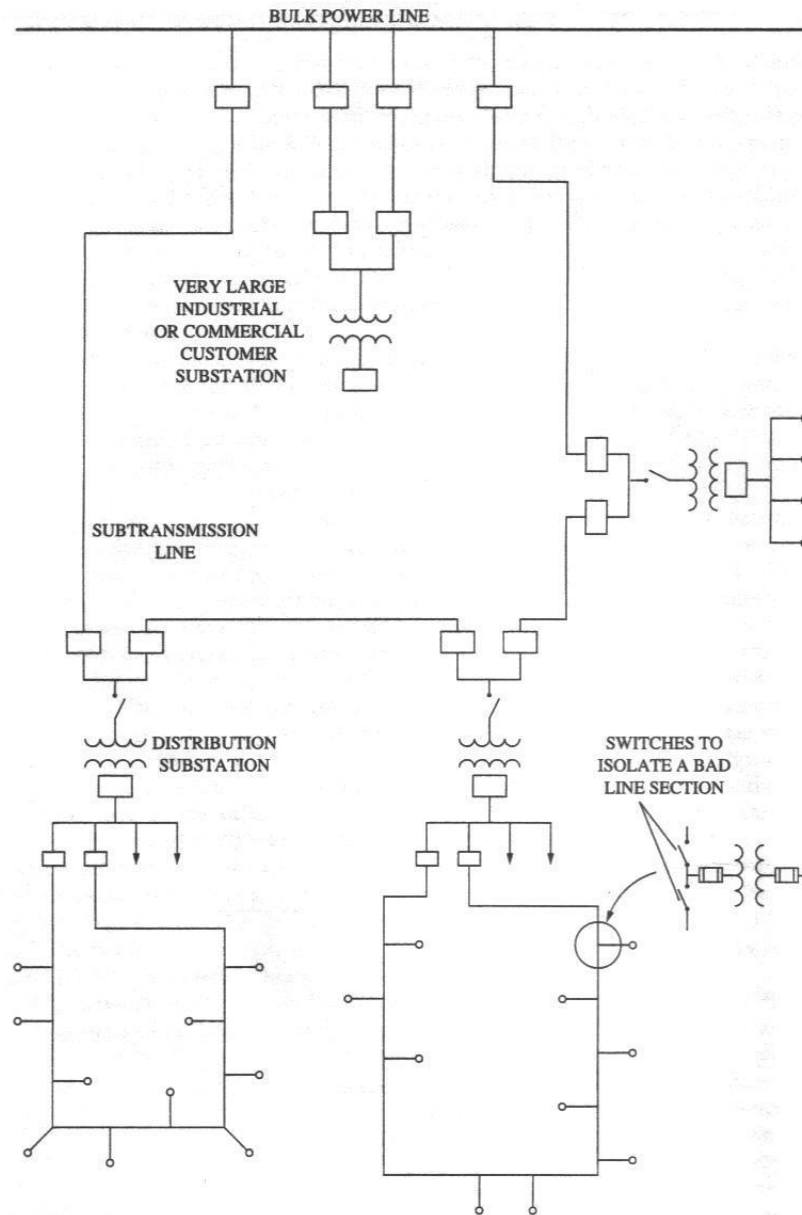 BULK POWER LINE
VERY LARGE
INDUSTRIAL
OR COMMERCIAL
CUSTOMER
SUBSTATION
SUBTRANSMISSION
LINE
DISTRIBUTION
SUBSTATION
SWITCHES TO
ISOLATE A BAD
LINE SECTION